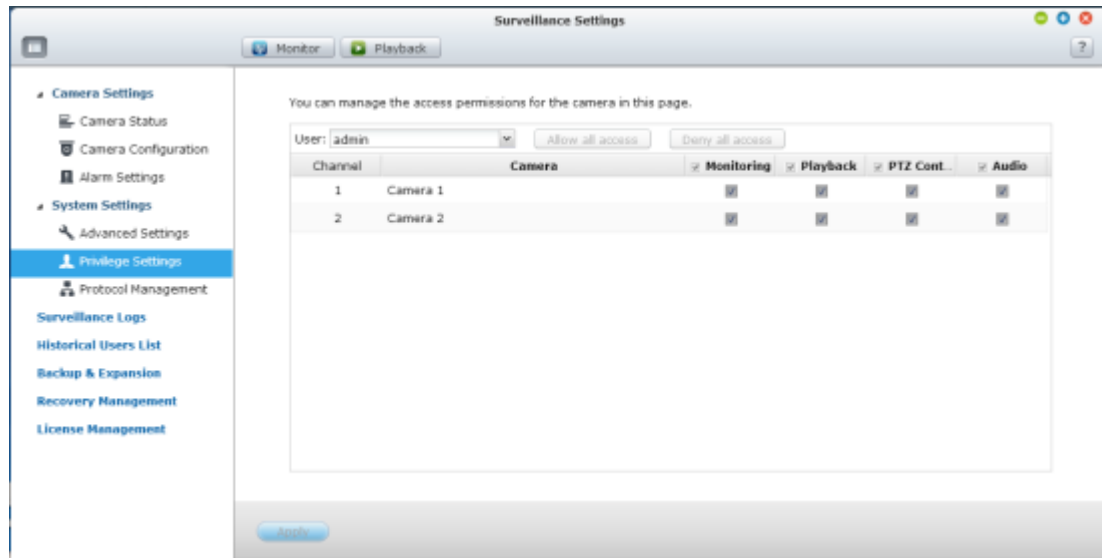 Surveillance Settings
Monitor Playback ?
Camera Settings
Camera Status
Camera Configuration
Alarm Settings
System Settings
Advanced Settings
Privilege Settings
Protocol Management
Surveillance Logs
Historical Users List
Backup & Expansion
Recovery Management
License Management
You can manage the access permissions for the camera in this page.
User: admin Allow all access Deny all access
Channel Camera Monitoring Playback PTZ Cont... Audio
1 Camera 1
2 Camera 2
Apply